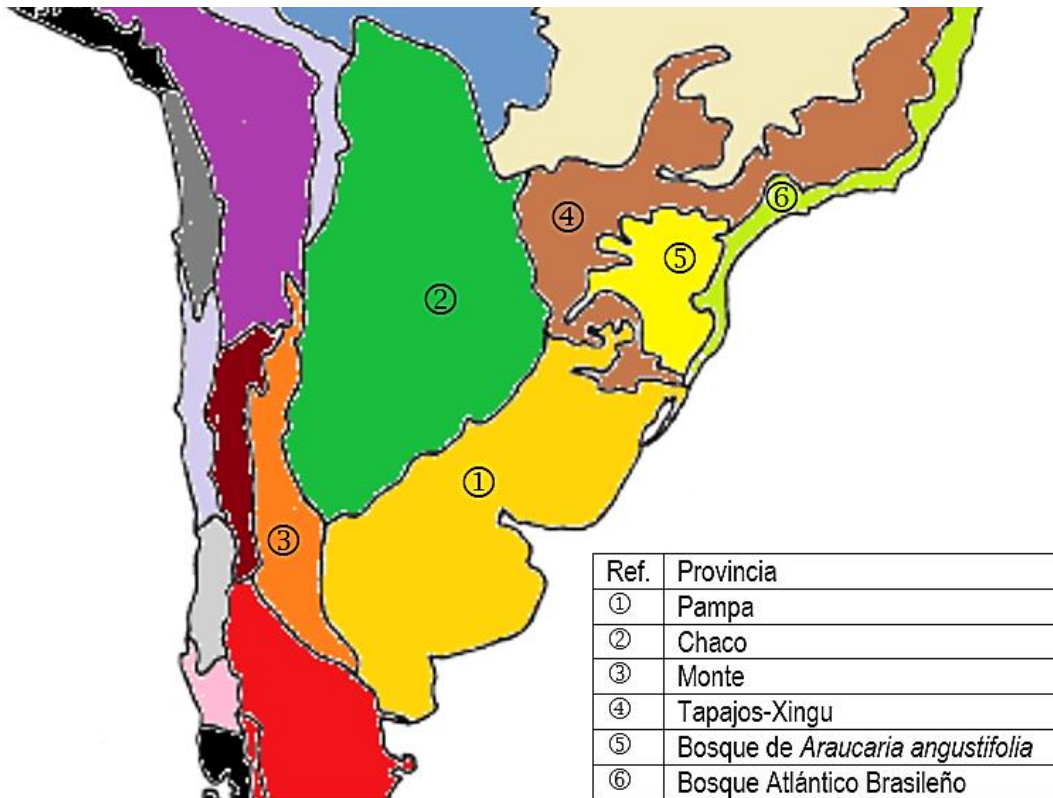 ④
⑥
⑤
②
①
③
Ref. Provincia
① Pampa
② Chaco
③ Monte
④ Tapajos-Xingu
⑤ Bosque de Araucaria angustifolia
⑥ Bosque Atlántico Brasileño